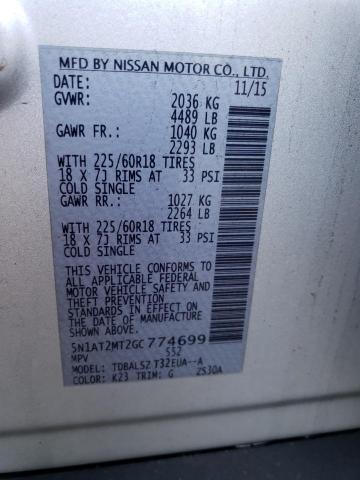 MFD BY NISSAN MOTOR CO., LTD.
DATE: 11/15
GVWR: 2036 KG
4489 LB
GAWR FR.: 1040 KG
2293 LB
WITH 225/60R18 TIRES
18 X 7J RIMS AT 33 PSI
COLD SINGLE
GAWR RR.: 1027 KG
2264 LB
WITH 225/60R18 TIRES
18 X 7J RIMS AT 33 PSI
COLD SINGLE
THIS VEHICLE CONFORMS TO
ALL APPLICABLE FEDERAL
MOTOR VEHICLE SAFETY
STANDARDS IN EFFECT ON
THE DATE OF MANUFACTURE
SHOWN ABOVE.
5N1AT2MT2GC774699
MPV 552
MODEL: TDBALSZ T32EUA--A
COLOR: K23 TRIM: G 2530A